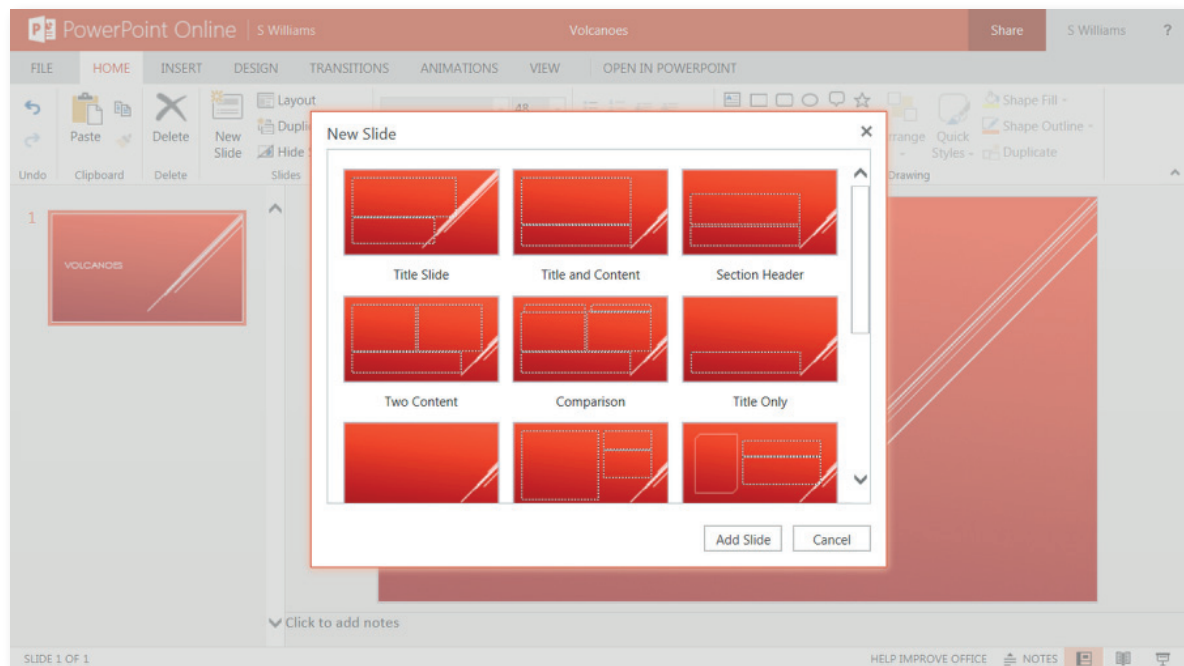 PowerPoint Online S Williams Volcanoes Share S Williams ?
FILE HOME INSERT DESIGN TRANSITIONS ANIMATIONS VIEW OPEN IN POWERPOINT
Layout 48 Shape Fill
Paste Delete New Quick Shape Outline
Slide Hide Styles Duplicate
Undo Clipboard Delete Slides Drawing
New Slide
Title Slide Title and Content Section Header
Two Content Comparison Title Only
Add Slide Cancel
1
VOLCANOES
Click to add notes
SLIDE 1 OF 1 HELP IMPROVE OFFICE NOTES